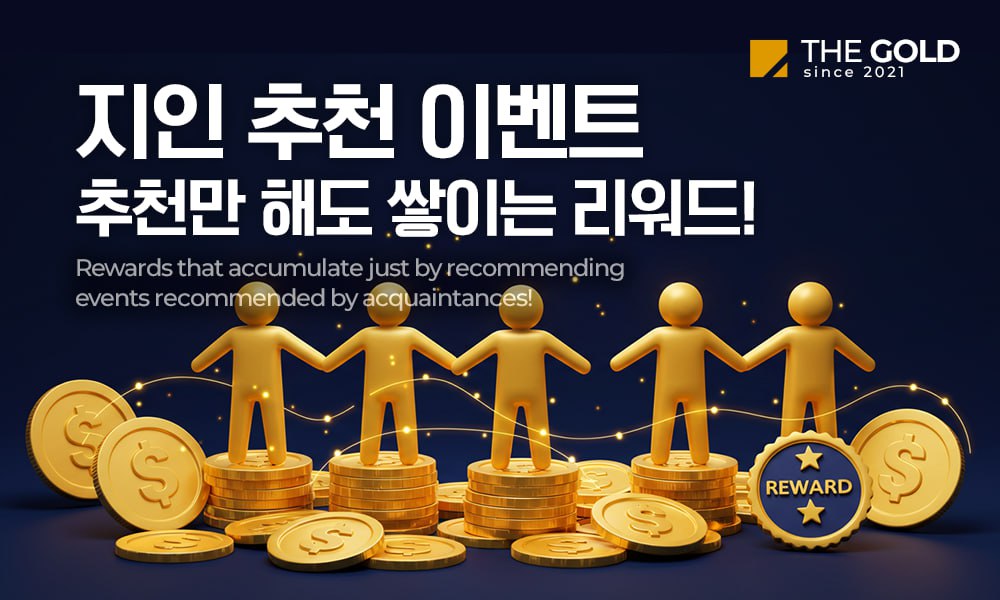 THE GOLD
since 2021
지인 추천 이벤트
추천만 해도 쌓이는 리워드!
Rewards that accumulate just by recommending
events recommended by acquaintances!
REWARD